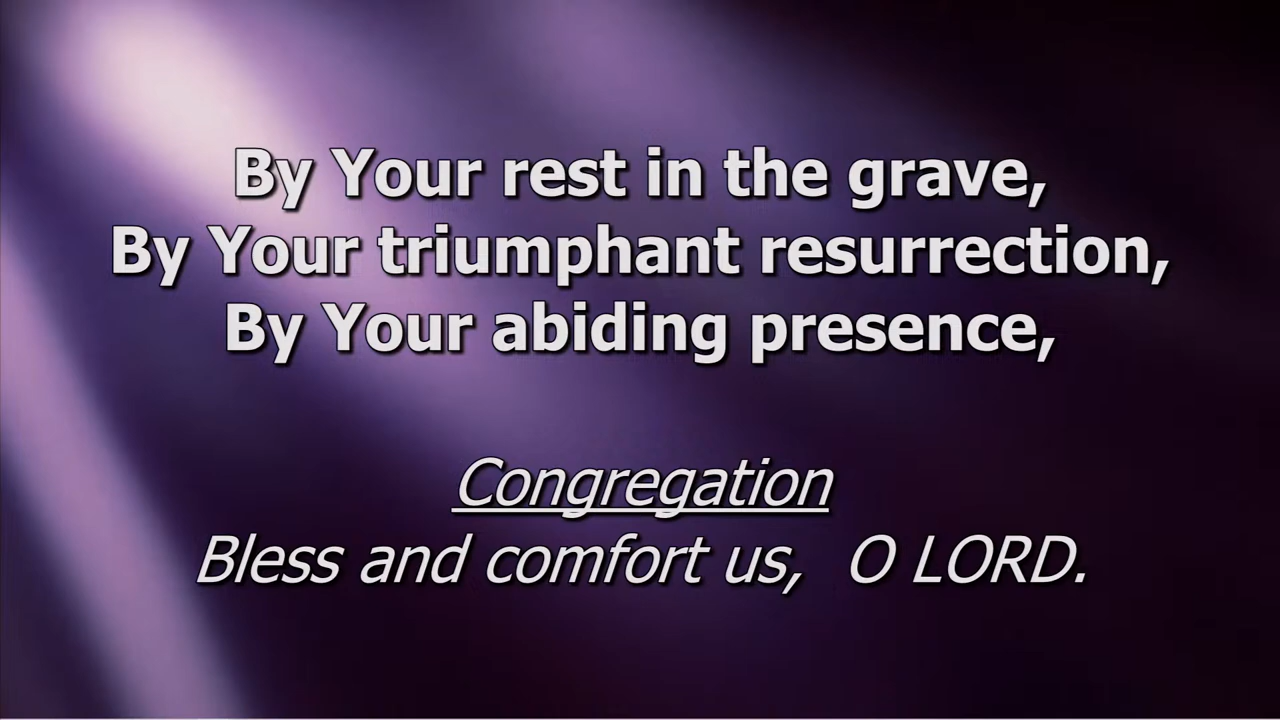 By Your rest in the grave,
By Your triumphant resurrection,
By Your abiding presence,
Congregation
Bless and comfort us, O LORD.